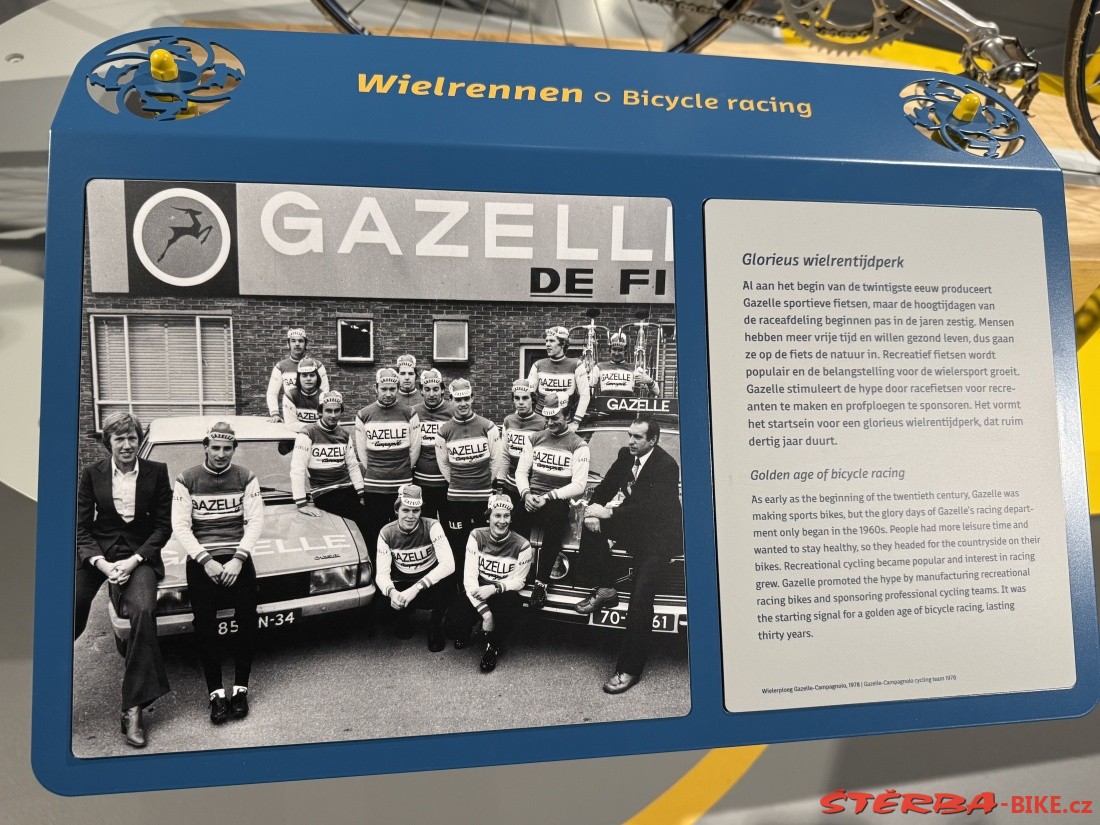 Wielrennen o Bicycle racing
GAZELLE
DE FI
Glorieus wielrentijdperk
Al aan het begin van de twintigste eeuw produceert
Gazelle sportieve fietsen, maar de hoogtijdagen van
de raceafdeling beginnen pas in de jaren zestig. Mensen
hebben meer vrije tijd en willen gezond leven, dus gaan
ze op de fiets de natuur in. Recreatief fietsen wordt
populair en de belangstelling voor de wielersport groeit.
Gazelle stimuleert de hype door racefietsen voor recre-
anten te maken en profploegen te sponsoren. Het vormt
het startsein voor een glorieus wielrentijdperk, dat ruim
dertig jaar duurt.
Golden age of bicycle racing
As early as the beginning of the twentieth century, Gazelle was
making sports bikes, but the glory days of Gazelle's racing depart-
ment only began in the 1960s. People had more leisure time and
wanted to stay healthy, so they headed for the countryside on their
bikes. Recreational cycling became popular and interest in racing
grew. Gazelle promoted the hype by manufacturing recreational
racing bikes and sponsoring professional cycling teams. It was
the starting signal for a golden age of bicycle racing, lasting
thirty years.
Wielerploeg Gazelle-Campagnolo, 1978 | Gazelle-Campagnolo cycling team 1978
GAZELLE
GAZELLE
GAZELLE
Campagnolo
GAZELLE
Campagnolo
GAZELLE
GAZELLE
GAZELLE
GAZELLE
GAZELLE
GAZELLE
GAZELLE
GAZELLE
85 N-34
70- 61
ŠTĚRBA-BIKE.cz